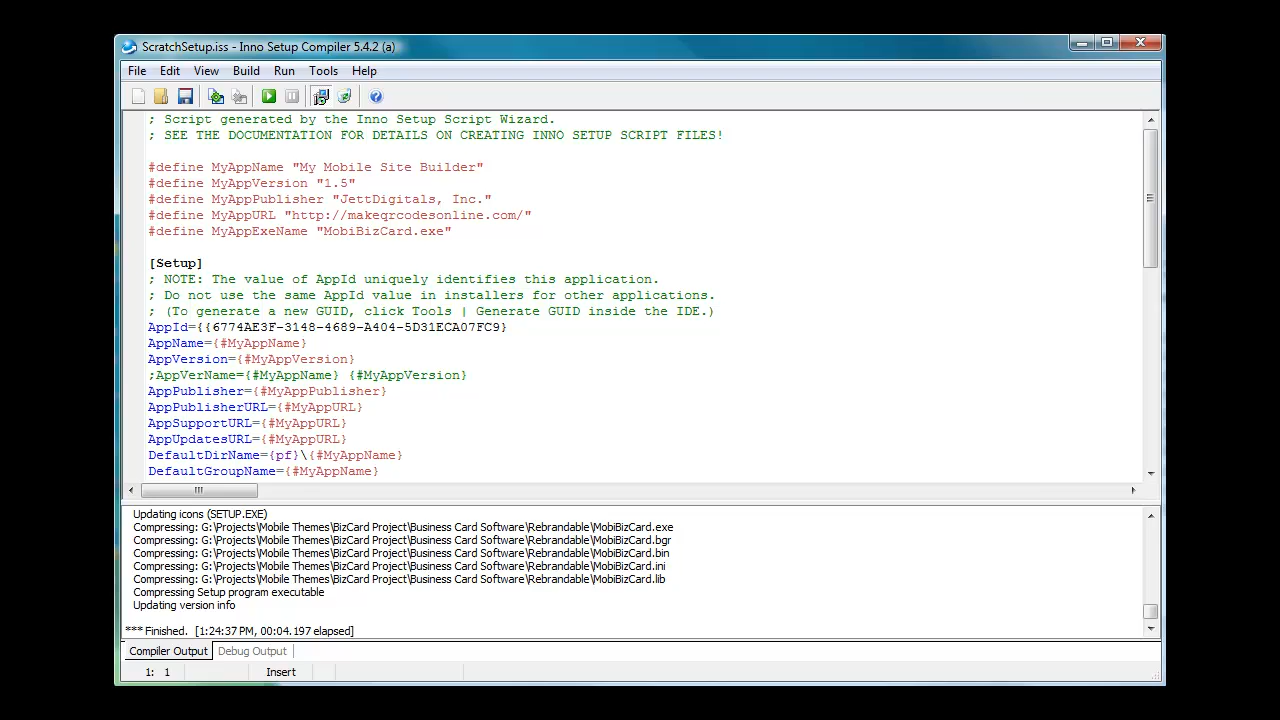 ScratchSetup.iss - Inno Setup Compiler 5.4.2 (a)
File Edit View Build Run Tools Help
; Script generated by the Inno Setup Script Wizard.
; SEE THE DOCUMENTATION FOR DETAILS ON CREATING INNO SETUP SCRIPT FILES!
#define MyAppName "My Mobile Site Builder"
#define MyAppVersion "1.5"
#define MyAppPublisher "JettDigitals, Inc."
#define MyAppURL "http://makeqrcodesonline.com/"
#define MyAppExeName "MobiBizCard.exe"
[Setup]
; NOTE: The value of AppId uniquely identifies this application.
; Do not use the same AppId value in installers for other applications.
; (To generate a new GUID, click Tools | Generate GUID inside the IDE.)
AppId={{6774AE3F-3148-4689-A404-5D31ECA07FC9}
AppName={#MyAppName}
AppVersion={#MyAppVersion}
;AppVerName={#MyAppName} {#MyAppVersion}
AppPublisher={#MyAppPublisher}
AppPublisherURL={#MyAppURL}
AppSupportURL={#MyAppURL}
AppUpdatesURL={#MyAppURL}
DefaultDirName={pf}\{#MyAppName}
DefaultGroupName={#MyAppName}
Updating icons (SETUP.EXE)
Compressing: G:\Projects\Mobile Themes\BizCard Project\Business Card Software\Rebrandable\MobiBizCard.exe
Compressing: G:\Projects\Mobile Themes\BizCard Project\Business Card Software\Rebrandable\MobiBizCard.bgr
Compressing: G:\Projects\Mobile Themes\BizCard Project\Business Card Software\Rebrandable\MobiBizCard.bin
Compressing: G:\Projects\Mobile Themes\BizCard Project\Business Card Software\Rebrandable\MobiBizCard.ini
Compressing: G:\Projects\Mobile Themes\BizCard Project\Business Card Software\Rebrandable\MobiBizCard.lib
Compressing Setup program executable
Updating version info
*** Finished. [1:24:37 PM, 00:04.197 elapsed]
Compiler Output Debug Output
1: 1 Insert